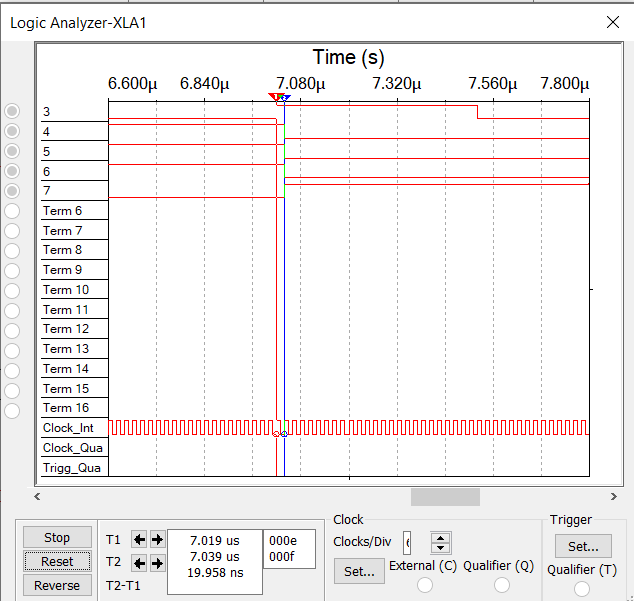 Logic Analyzer-XLA1
Time (s)
6.600µ 6.840µ 7.080µ 7.320µ 7.560µ 7.800µ
3
4
5
6
7
Term 6
Term 7
Term 8
Term 9
Term 10
Term 11
Term 12
Term 13
Term 14
Term 15
Term 16
Clock_Int
Clock_Qua
Trigg_Qua
Stop
Reset
Reverse
T1
T2
T2-T1
7.019 us
7.039 us
19.958 ns
000e
000f
Clock
Clocks/Div
Set...
External (C)
Qualifier (Q)
Trigger
Set...
Qualifier (T)